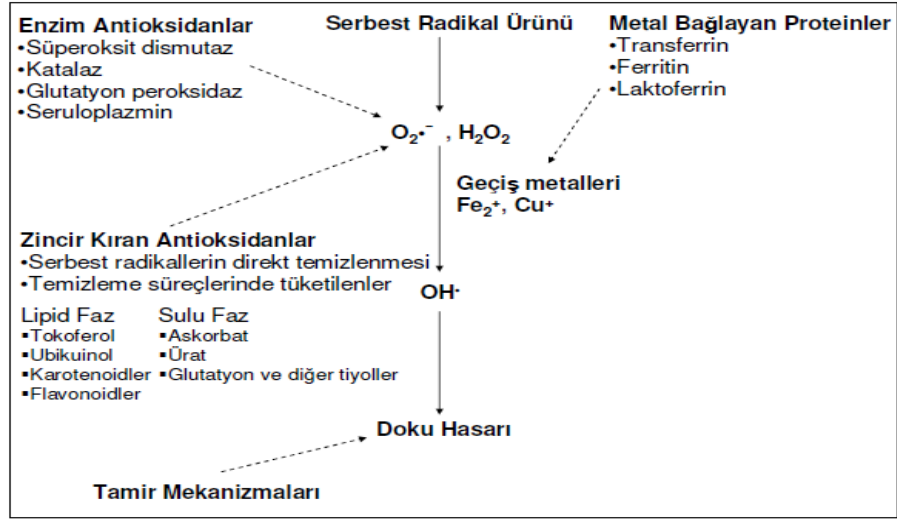 Enzim Antioksidanlar
•Süperoksit dismutaz
•Katalaz
•Glutatyon peroksidaz
•Seruloplazmin
Serbest Radikal Ürünü
Metal Bağlayan Proteinler
•Transferrin
•Ferritin
•Laktoferrin
O₂•⁻ , H₂O₂
Geçiş metalleri
Fe₂⁺, Cu⁺
Zincir Kıran Antioksidanlar
•Serbest radikallerin direkt temizlenmesi
•Temizleme süreçlerinde tüketilenler
OH•
Lipid Faz
▪Tokoferol
▪Ubikuinol
▪Karotenoidler
▪Flavonoidler
Sulu Faz
▪Askorbat
▪Ürat
▪Glutatyon ve diğer tiyoller
Doku Hasarı
Tamir Mekanizmaları